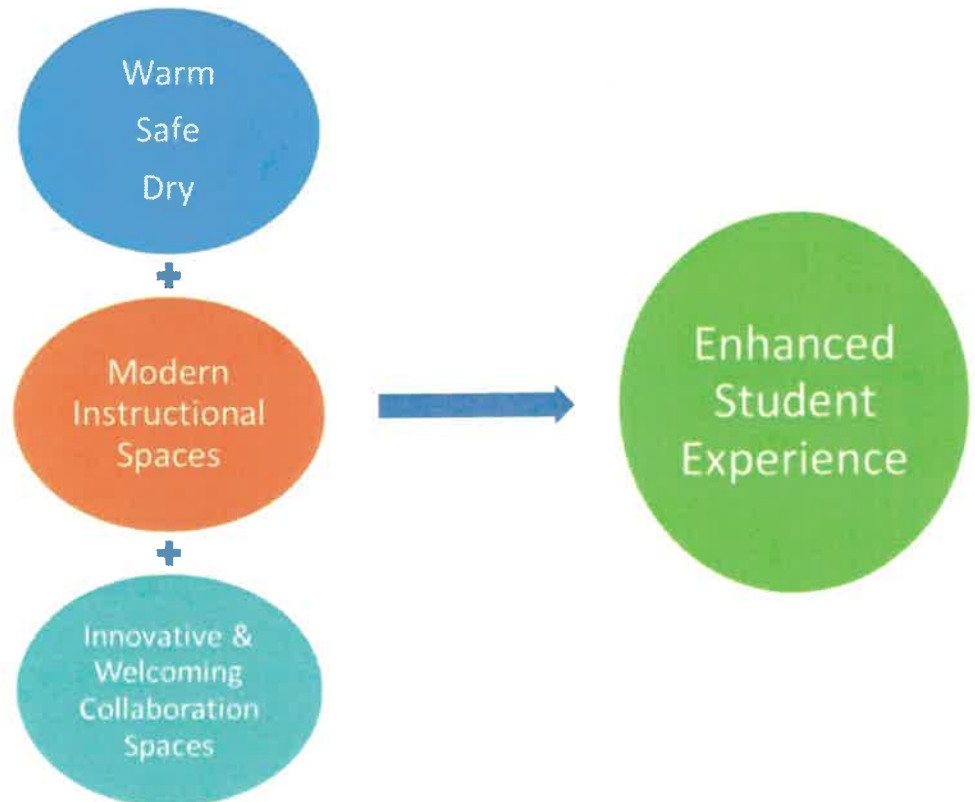 Warm
Safe
Dry
+
Modern
Instructional
Spaces
+
Innovative &
Welcoming
Collaboration
Spaces
Enhanced
Student
Experience